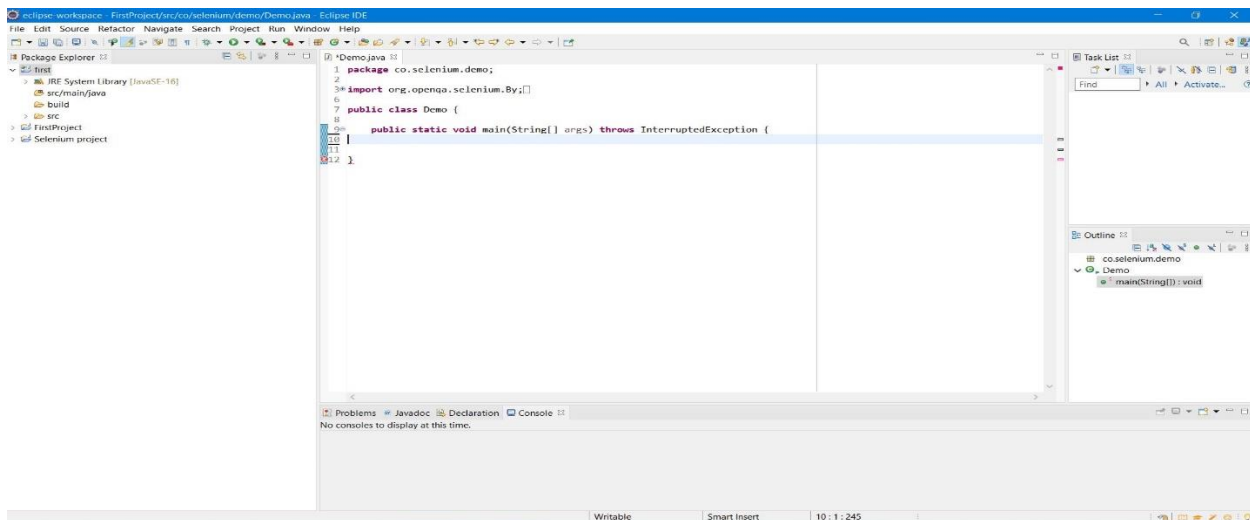 eclipse-workspace - FirstProject/src/co/selenium/demo/Demo.java - Eclipse IDE
File Edit Source Refactor Navigate Search Project Run Window Help
Package Explorer
first
JRE System Library [JavaSE-16]
src/main/java
build
src
FirstProject
Selenium project
*Demo.java
1 package co.selenium.demo;
2
3 import org.openqa.selenium.By;
6
7 public class Demo {
8
9 public static void main(String[] args) throws InterruptedException {
10
11
12 }
Task List
Find All Activate...
Outline
co.selenium.demo
Demo
main(String[]) : void
Problems Javadoc Declaration Console
No consoles to display at this time.
Writable Smart Insert 10 : 1 : 245